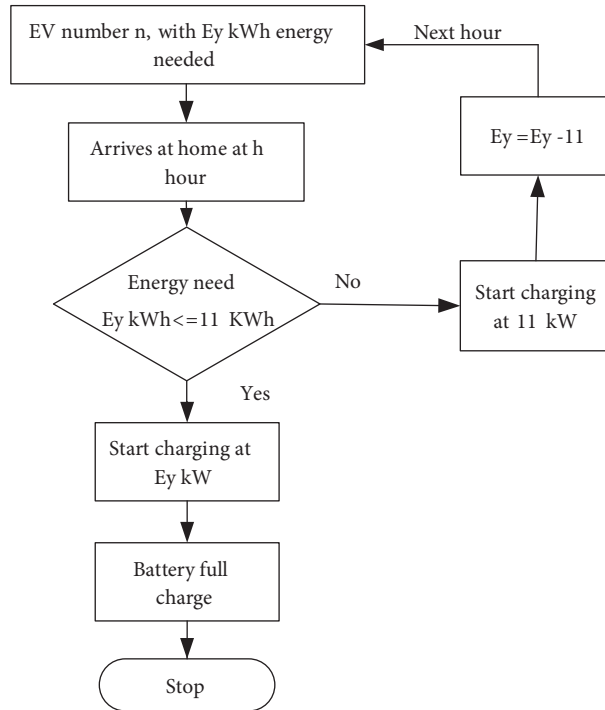 EV number n, with Ey kWh energy
needed
Next hour
Arrives at home at h
hour
Ey =Ey -11
Energy need
Ey kWh<=11 KWh
No
Start charging
at 11 kW
Yes
Start charging at
Ey kW
Battery full
charge
Stop